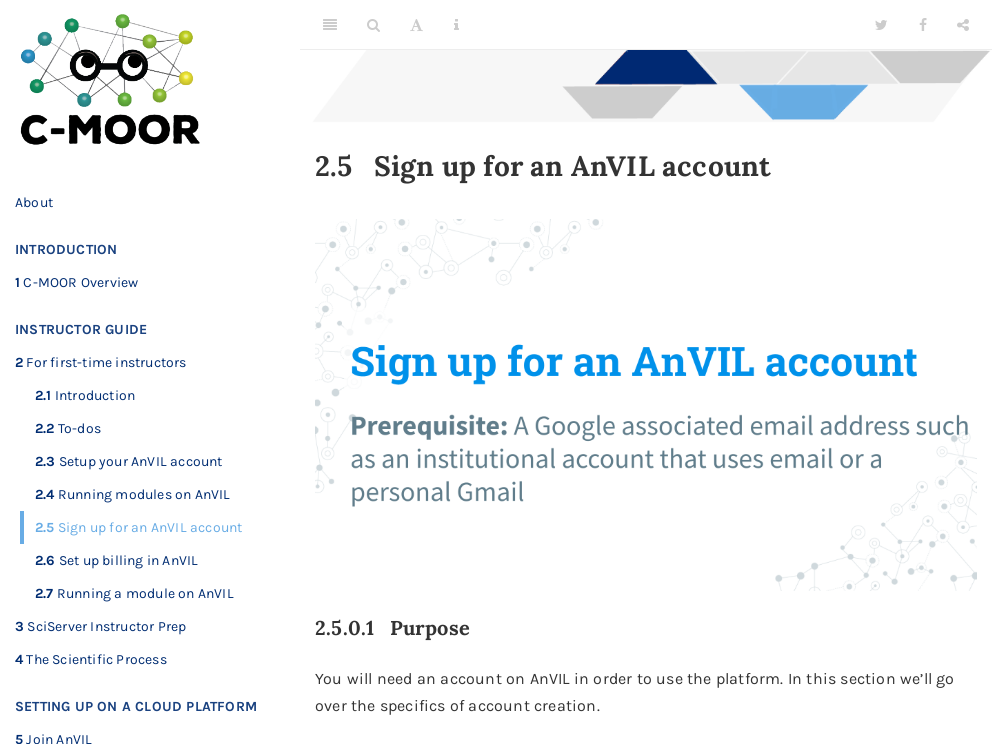 C-MOOR
About
INTRODUCTION
1 C-MOOR Overview
INSTRUCTOR GUIDE
2 For first-time instructors
2.1 Introduction
2.2 To-dos
2.3 Setup your AnVIL account
2.4 Running modules on AnVIL
2.5 Sign up for an AnVIL account
2.6 Set up billing in AnVIL
2.7 Running a module on AnVIL
3 SciServer Instructor Prep
4 The Scientific Process
SETTING UP ON A CLOUD PLATFORM
5 Join AnVIL
2.5 Sign up for an AnVIL account
Sign up for an AnVIL account
Prerequisite: A Google associated email address such
as an institutional account that uses email or a
personal Gmail
2.5.0.1 Purpose
You will need an account on AnVIL in order to use the platform. In this section we’ll go
over the specifics of account creation.